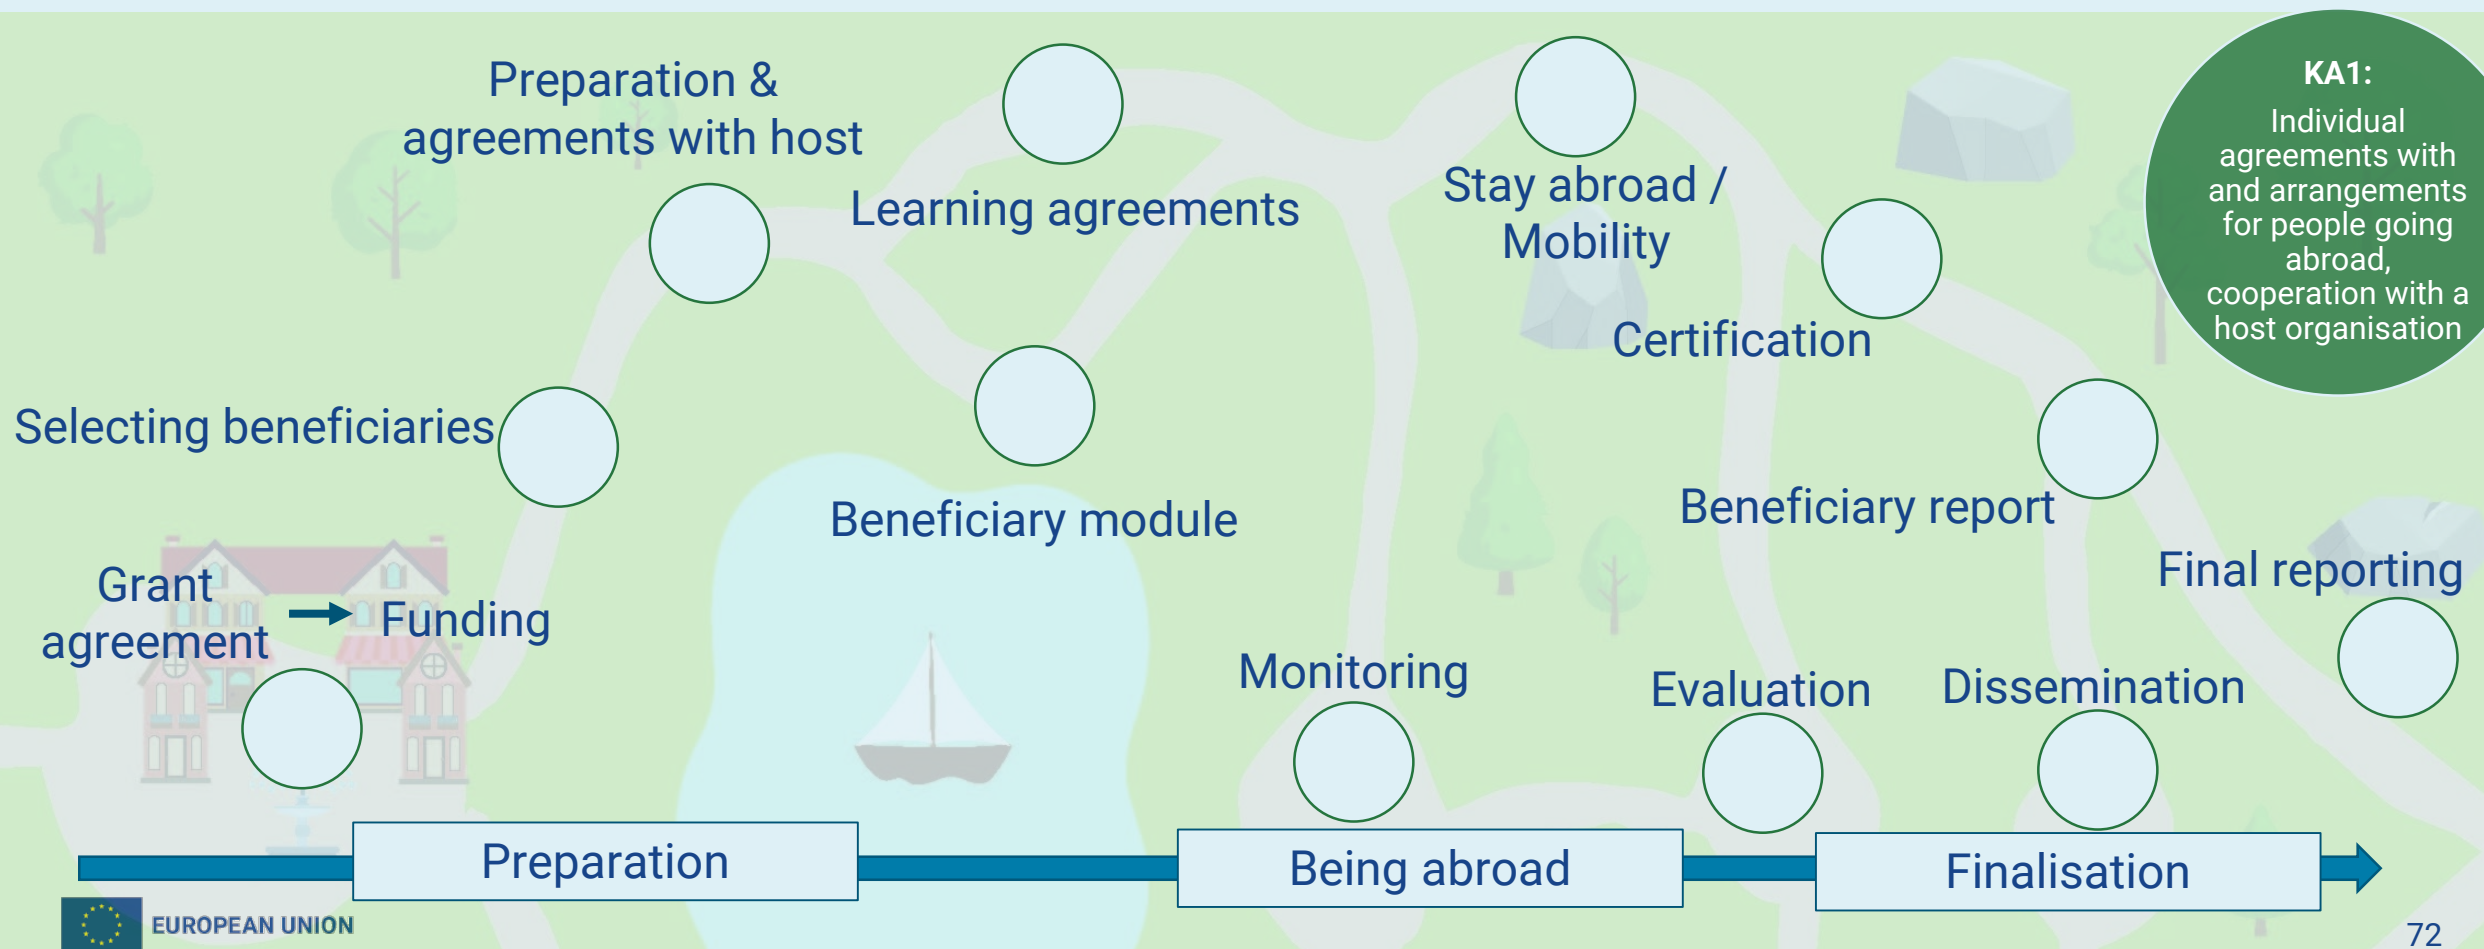 Preparation &
agreements with host
Learning agreements
Stay abroad /
Mobility
KA1:
Individual
agreements with
and arrangements
for people going
abroad,
cooperation with a
host organisation
Certification
Selecting beneficiaries
Beneficiary module
Beneficiary report
Final reporting
Grant
agreement
Funding
Monitoring
Evaluation
Dissemination
Preparation
Being abroad
Finalisation
EUROPEAN UNION
72